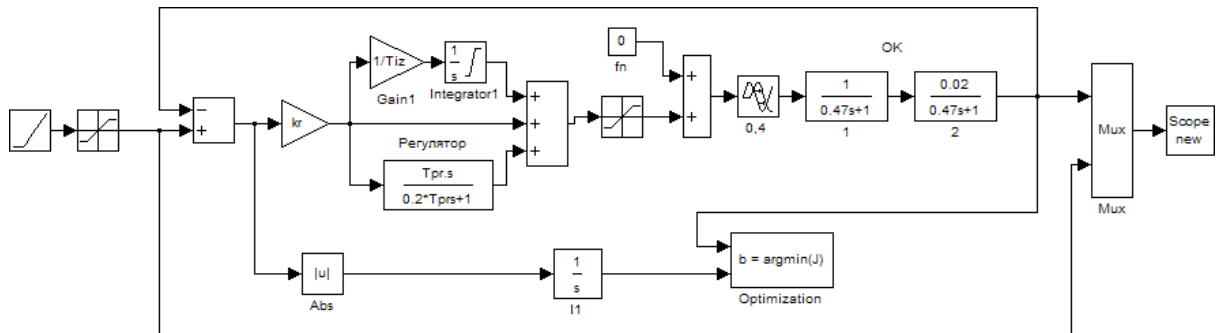 0
fn
OK
1/Tiz
Gain1
1
s
Integrator1
−
+
kr
Регулятор
+
+
+
Tpr.s
0.2*Tprs+1
+
+
0,4
1
0.47s+1
1
0.02
0.47s+1
2
Mux
Mux
Scope
new
|u|
Abs
1
s
I1
b = argmin(J)
Optimization